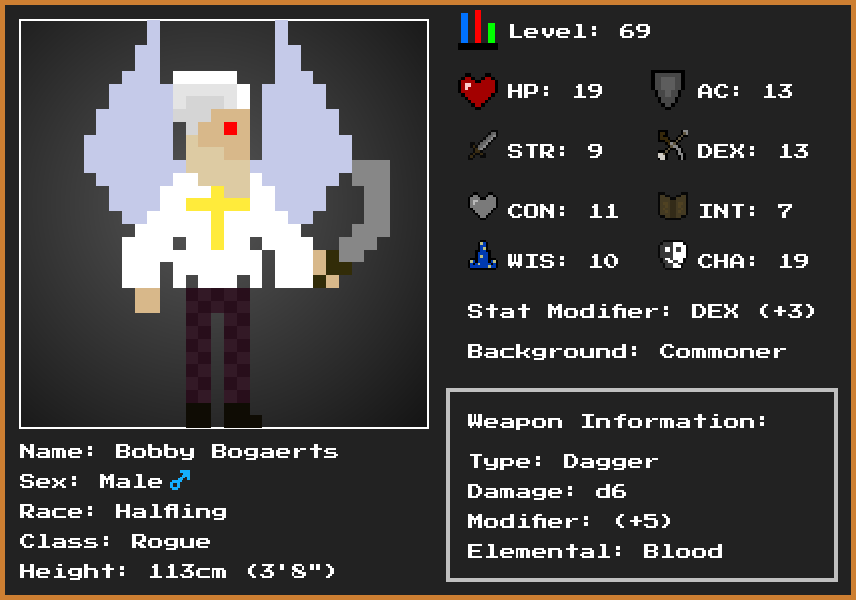 Level: 69
HP: 19
AC: 13
STR: 9
DEX: 13
CON: 11
INT: 7
WIS: 10
CHA: 19
Stat Modifier: DEX (+3)
Background: Commoner
Weapon Information:
Type: Dagger
Damage: d6
Modifier: (+5)
Elemental: Blood
Name: Bobby Bogaerts
Sex: Male♂
Race: Halfling
Class: Rogue
Height: 113cm (3'8")